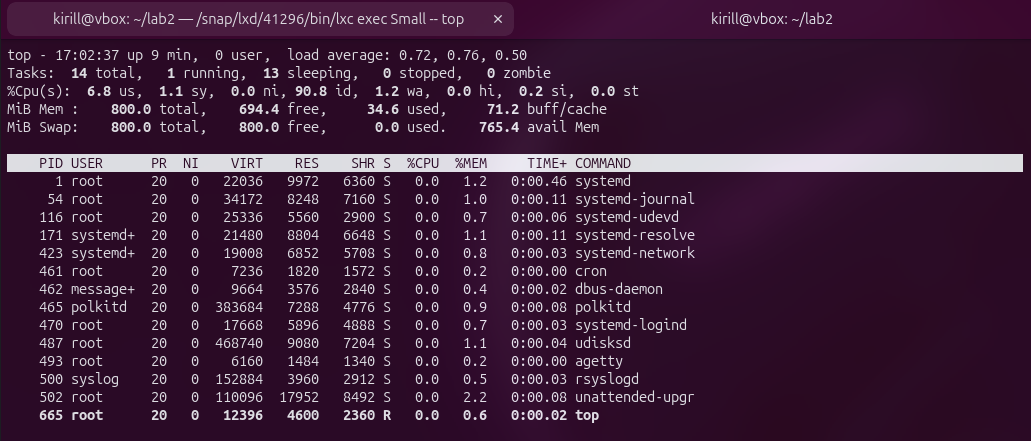 kirill@vbox: ~/lab2 — /snap/lxd/41296/bin/lxc exec Small -- top × kirill@vbox: ~/lab2
top - 17:02:37 up 9 min,  0 user,  load average: 0.72, 0.76, 0.50
Tasks:  14 total,   1 running,  13 sleeping,   0 stopped,   0 zombie
%Cpu(s):  6.8 us,  1.1 sy,  0.0 ni, 90.8 id,  1.2 wa,  0.0 hi,  0.2 si,  0.0 st
MiB Mem :    800.0 total,    694.4 free,     34.6 used,     71.2 buff/cache
MiB Swap:    800.0 total,    800.0 free,      0.0 used.    765.4 avail Mem
PID USER      PR  NI    VIRT    RES    SHR S  %CPU  %MEM     TIME+ COMMAND
1 root      20   0   22036   9972   6360 S   0.0   1.2   0:00.46 systemd
54 root      20   0   34172   8248   7160 S   0.0   1.0   0:00.11 systemd-journal
116 root      20   0   25336   5560   2900 S   0.0   0.7   0:00.06 systemd-udevd
171 systemd+  20   0   21480   8804   6648 S   0.0   1.1   0:00.11 systemd-resolve
423 systemd+  20   0   19008   6852   5708 S   0.0   0.8   0:00.03 systemd-network
461 root      20   0    7236   1820   1572 S   0.0   0.2   0:00.00 cron
462 message+  20   0    9664   3576   2840 S   0.0   0.4   0:00.02 dbus-daemon
465 polkitd   20   0  383684   7288   4776 S   0.0   0.9   0:00.08 polkitd
470 root      20   0   17668   5896   4888 S   0.0   0.7   0:00.03 systemd-logind
487 root      20   0  468740   9080   7204 S   0.0   1.1   0:00.04 udisksd
493 root      20   0    6160   1484   1340 S   0.0   0.2   0:00.00 agetty
500 syslog    20   0  152884   3960   2912 S   0.0   0.5   0:00.03 rsyslogd
502 root      20   0  110096  17952   8492 S   0.0   2.2   0:00.08 unattended-upgr
665 root      20   0   12396   4600   2360 R   0.0   0.6   0:00.02 top